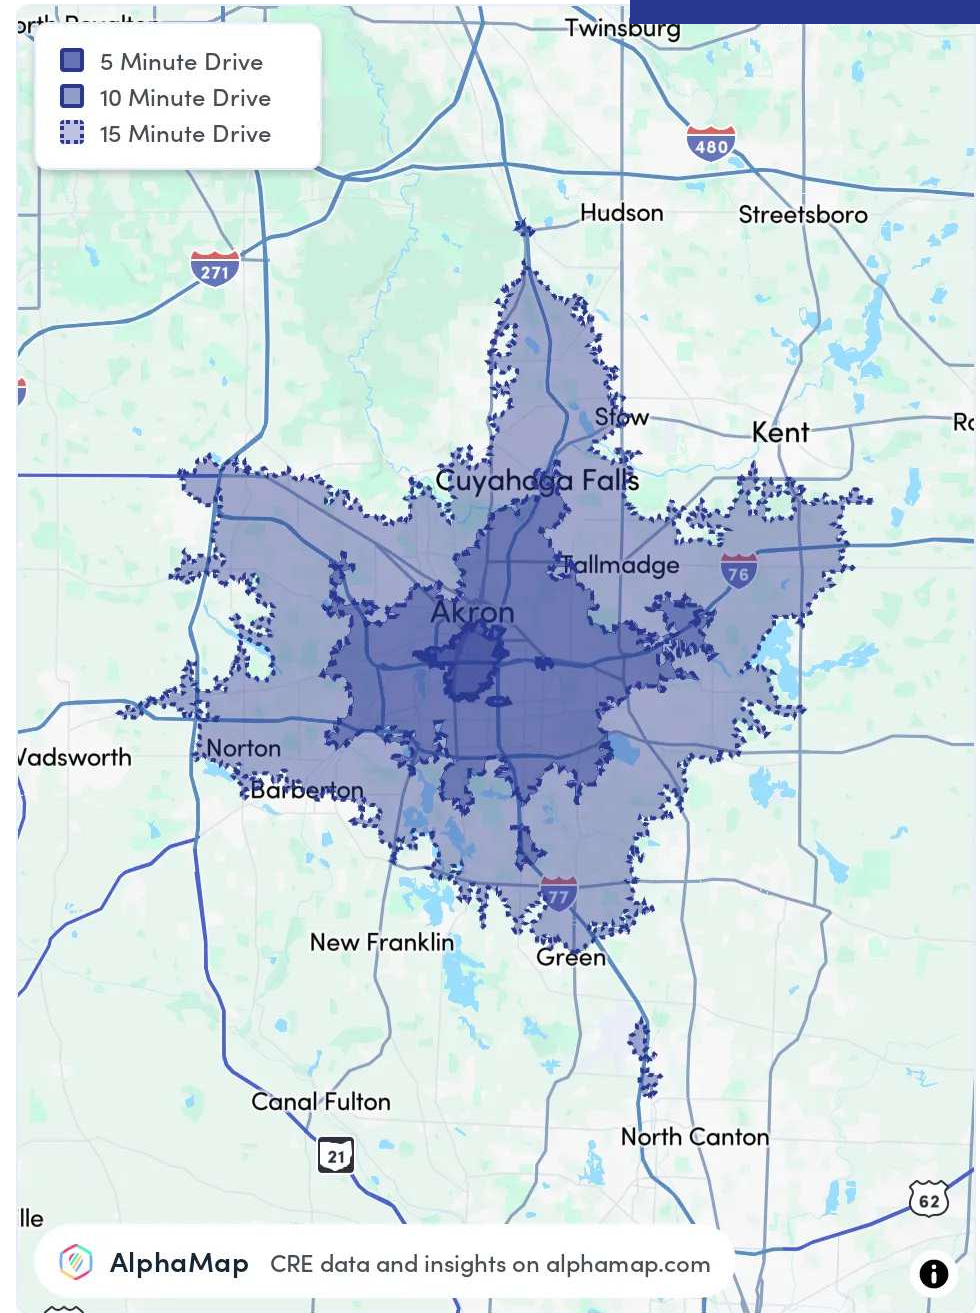 Twinsburg
5 Minute Drive
10 Minute Drive
15 Minute Drive
480
Hudson
Streetsboro
271
Stow
Kent
Cuyahoga Falls
Tallmadge
76
Akron
Norton
Barberton
77
New Franklin
Green
Canal Fulton
North Canton
21
62
AlphaMap
CRE data and insights on alphamap.com